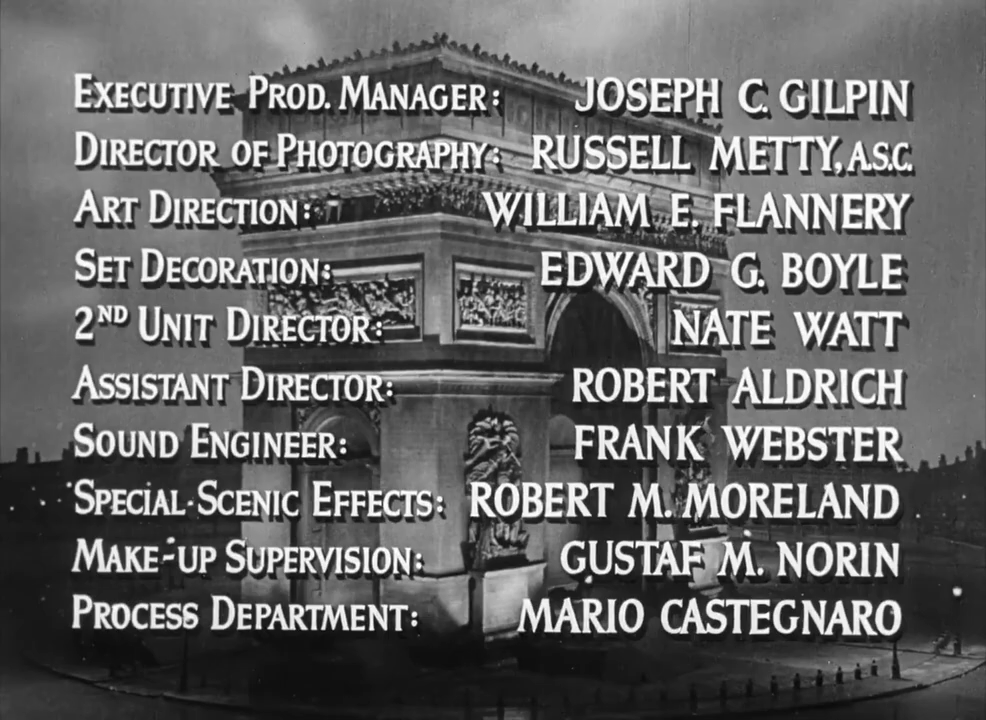 EXECUTIVE PROD. MANAGER: JOSEPH C. GILPIN
DIRECTOR OF PHOTOGRAPHY: RUSSELL METTY, A.S.C.
ART DIRECTION: WILLIAM E. FLANNERY
SET DECORATION: EDWARD G. BOYLE
2ND UNIT DIRECTOR: NATE WATT
ASSISTANT DIRECTOR: ROBERT ALDRICH
SOUND ENGINEER: FRANK WEBSTER
SPECIAL-SCENIC EFFECTS: ROBERT M. MORELAND
MAKE-UP SUPERVISION: GUSTAF M. NORIN
PROCESS DEPARTMENT: MARIO CASTEGNARO